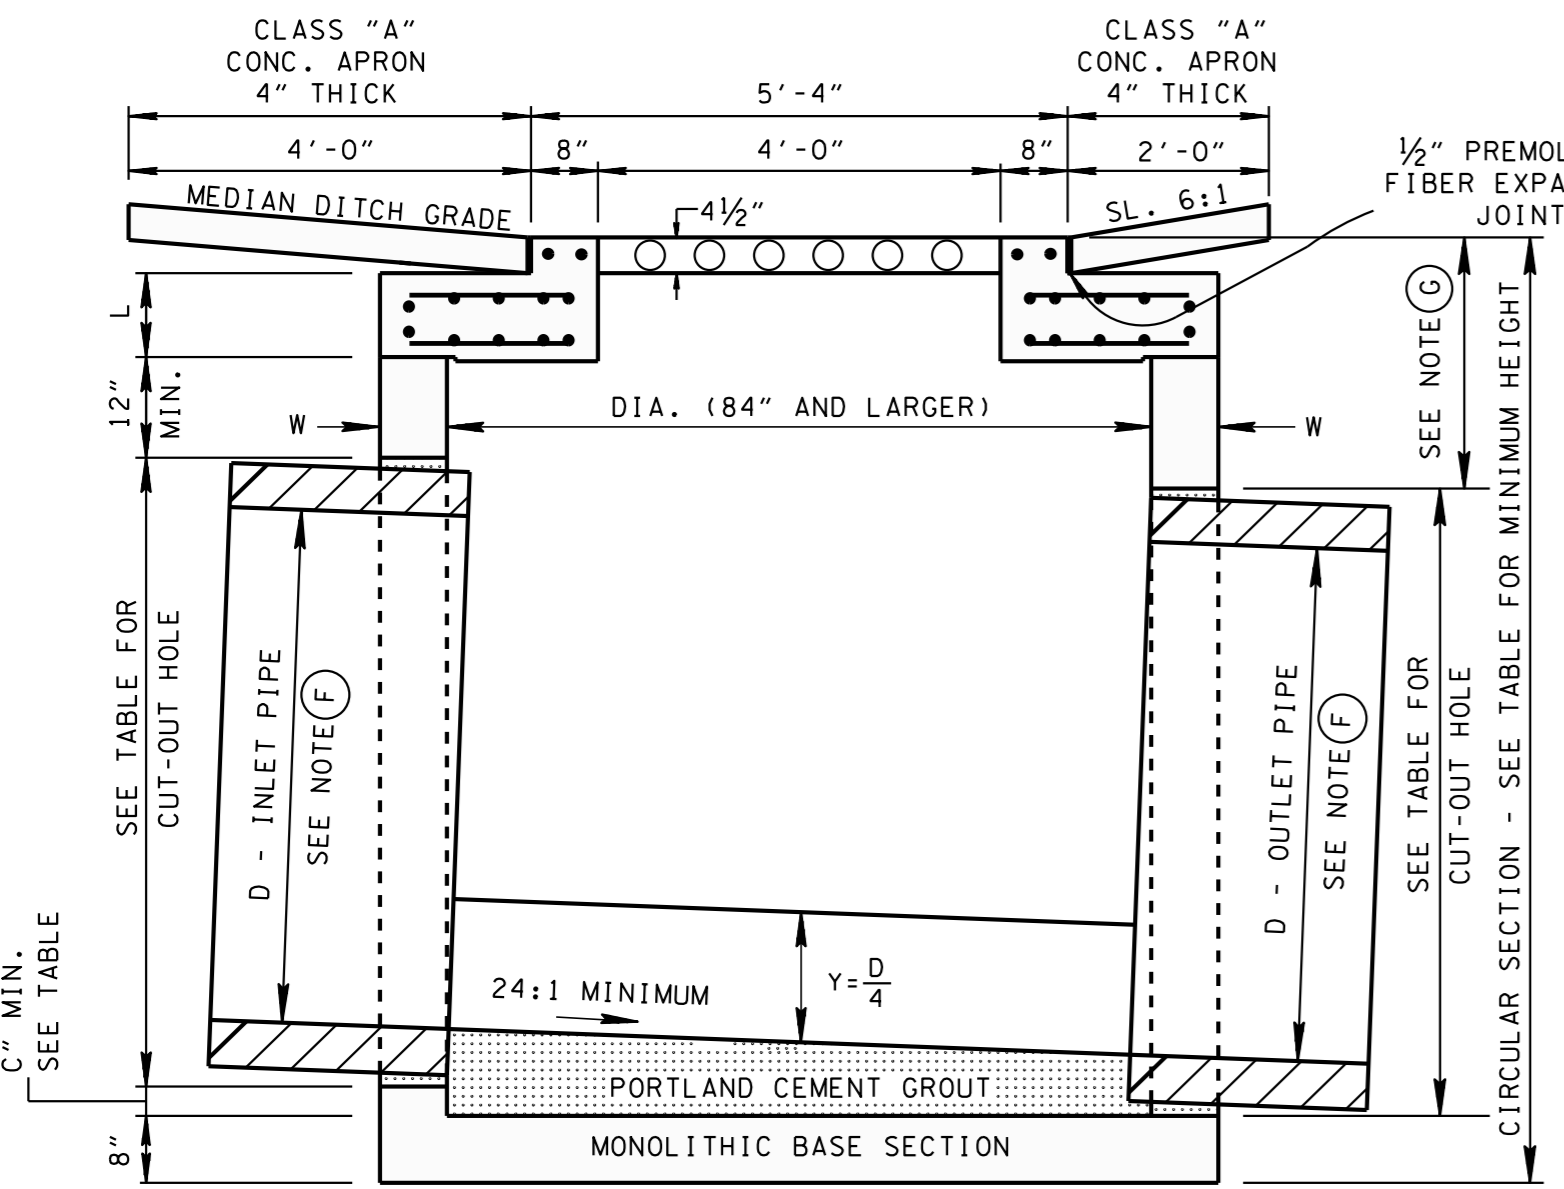 CLASS "A"
CONC. APRON
4" THICK
CLASS "A"
CONC. APRON
4" THICK
5'-4"
4'-0"
8"
4'-0"
8"
2'-0"
½" PREMOL
FIBER EXPA
JOINT
MEDIAN DITCH GRADE
4½"
SL. 6:1
L
12"
MIN.
W
DIA. (84" AND LARGER)
W
SEE NOTE G
CIRCULAR SECTION - SEE TABLE FOR MINIMUM HEIGHT
SEE TABLE FOR
CUT-OUT HOLE
D - INLET PIPE
SEE NOTE F
D - OUTLET PIPE
SEE NOTE F
SEE TABLE FOR
CUT-OUT HOLE
C" MIN.
SEE TABLE
24:1 MINIMUM
Y=D/4
PORTLAND CEMENT GROUT
8"
MONOLITHIC BASE SECTION